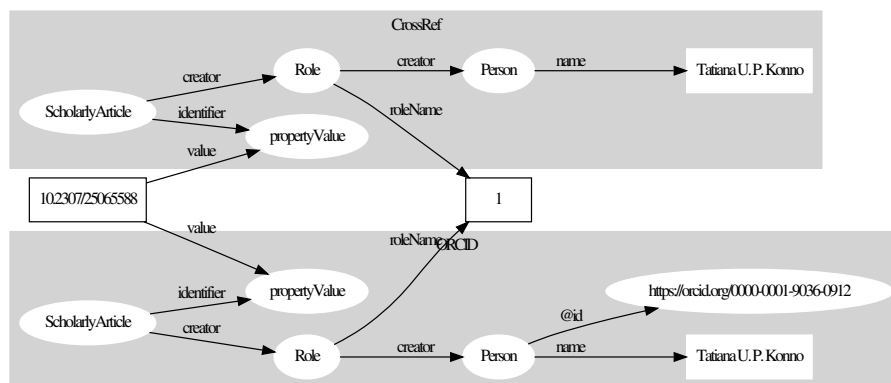 CrossRef
creator
Role
creator
Person
name
Tatiana U. P. Konno
ScholarlyArticle
identifier
propertyValue
roleName
value
10.2307/25065588
1
value
roleName
ORCID
identifier
propertyValue
https://orcid.org/0000-0001-9036-0912
ScholarlyArticle
creator
@id
Role
creator
Person
name
Tatiana U. P. Konno